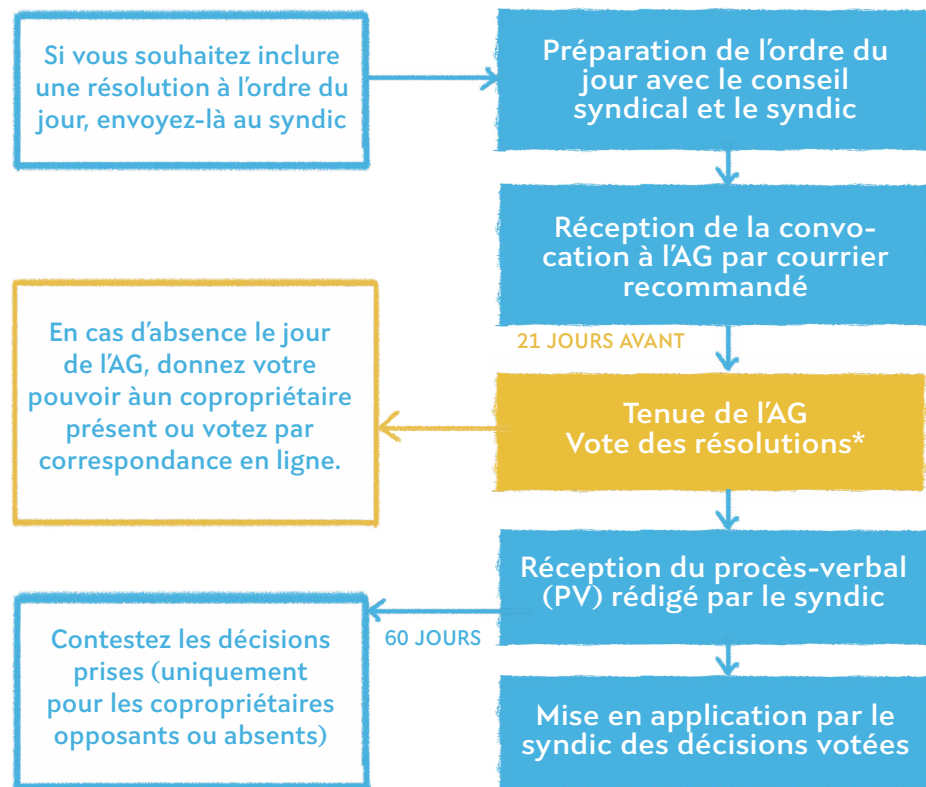 Si vous souhaitez inclure
une résolution à l'ordre du
jour, envoyez-là au syndic
Préparation de l'ordre du
jour avec le conseil
syndical et le syndic
Réception de la convo-
cation à l'AG par courrier
recommandé
21 JOURS AVANT
En cas d'absence le jour
de l'AG, donnez votre
pouvoir àun copropriétaire
présent ou votez par
correspondance en ligne.
Tenue de l'AG
Vote des résolutions*
Réception du procès-verbal
(PV) rédigé par le syndic
60 JOURS
Contestez les décisions
prises (uniquement
pour les copropriétaires
opposants ou absents)
Mise en application par le
syndic des décisions votées